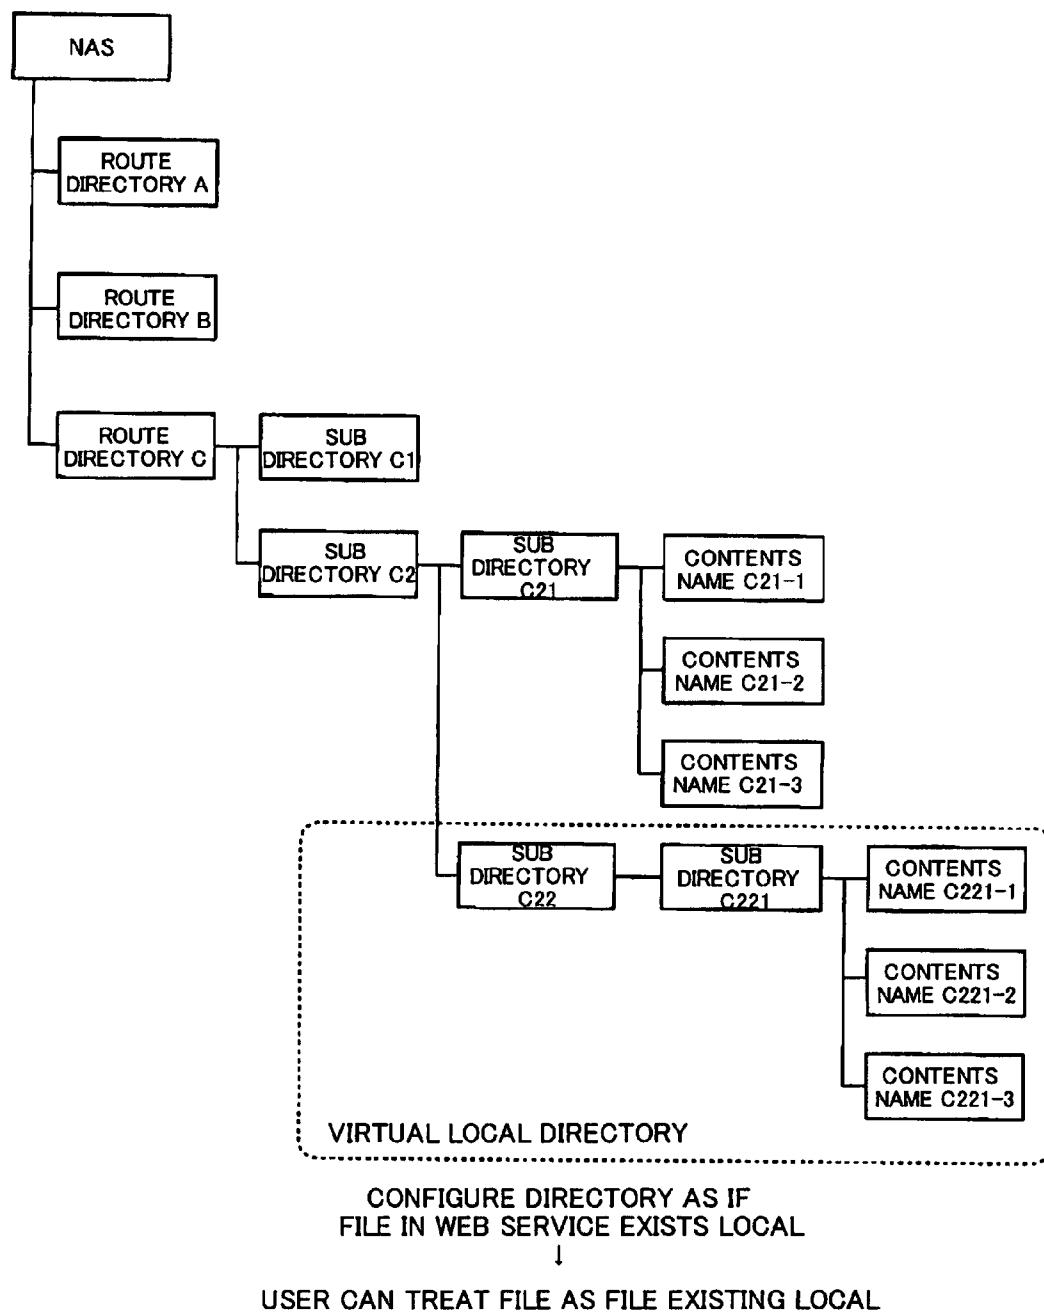 NAS
ROUTE
DIRECTORY A
ROUTE
DIRECTORY B
ROUTE
DIRECTORY C
SUB
DIRECTORY C1
SUB
DIRECTORY C2
SUB
DIRECTORY
C21
CONTENTS
NAME C21-1
CONTENTS
NAME C21-2
CONTENTS
NAME C21-3
SUB
DIRECTORY
C22
SUB
DIRECTORY
C221
CONTENTS
NAME C221-1
CONTENTS
NAME C221-2
CONTENTS
NAME C221-3
VIRTUAL LOCAL DIRECTORY
CONFIGURE DIRECTORY AS IF
FILE IN WEB SERVICE EXISTS LOCAL
↓
USER CAN TREAT FILE AS FILE EXISTING LOCAL